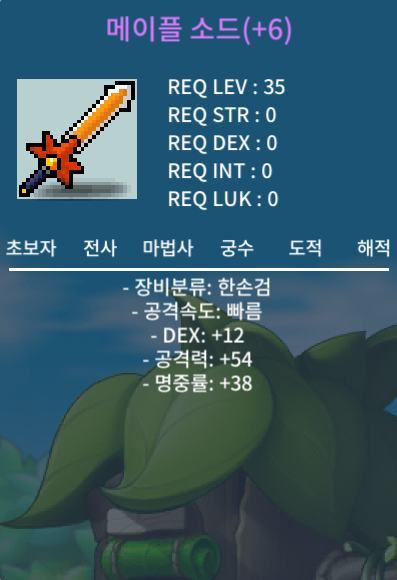 메이플 소드(+6)
REQ LEV : 35
REQ STR : 0
REQ DEX : 0
REQ INT : 0
REQ LUK : 0
초보자 전사 마법사 궁수 도적 해적
- 장비분류: 한손검
- 공격속도: 빠름
- DEX: +12
- 공격력: +54
- 명중률: +38